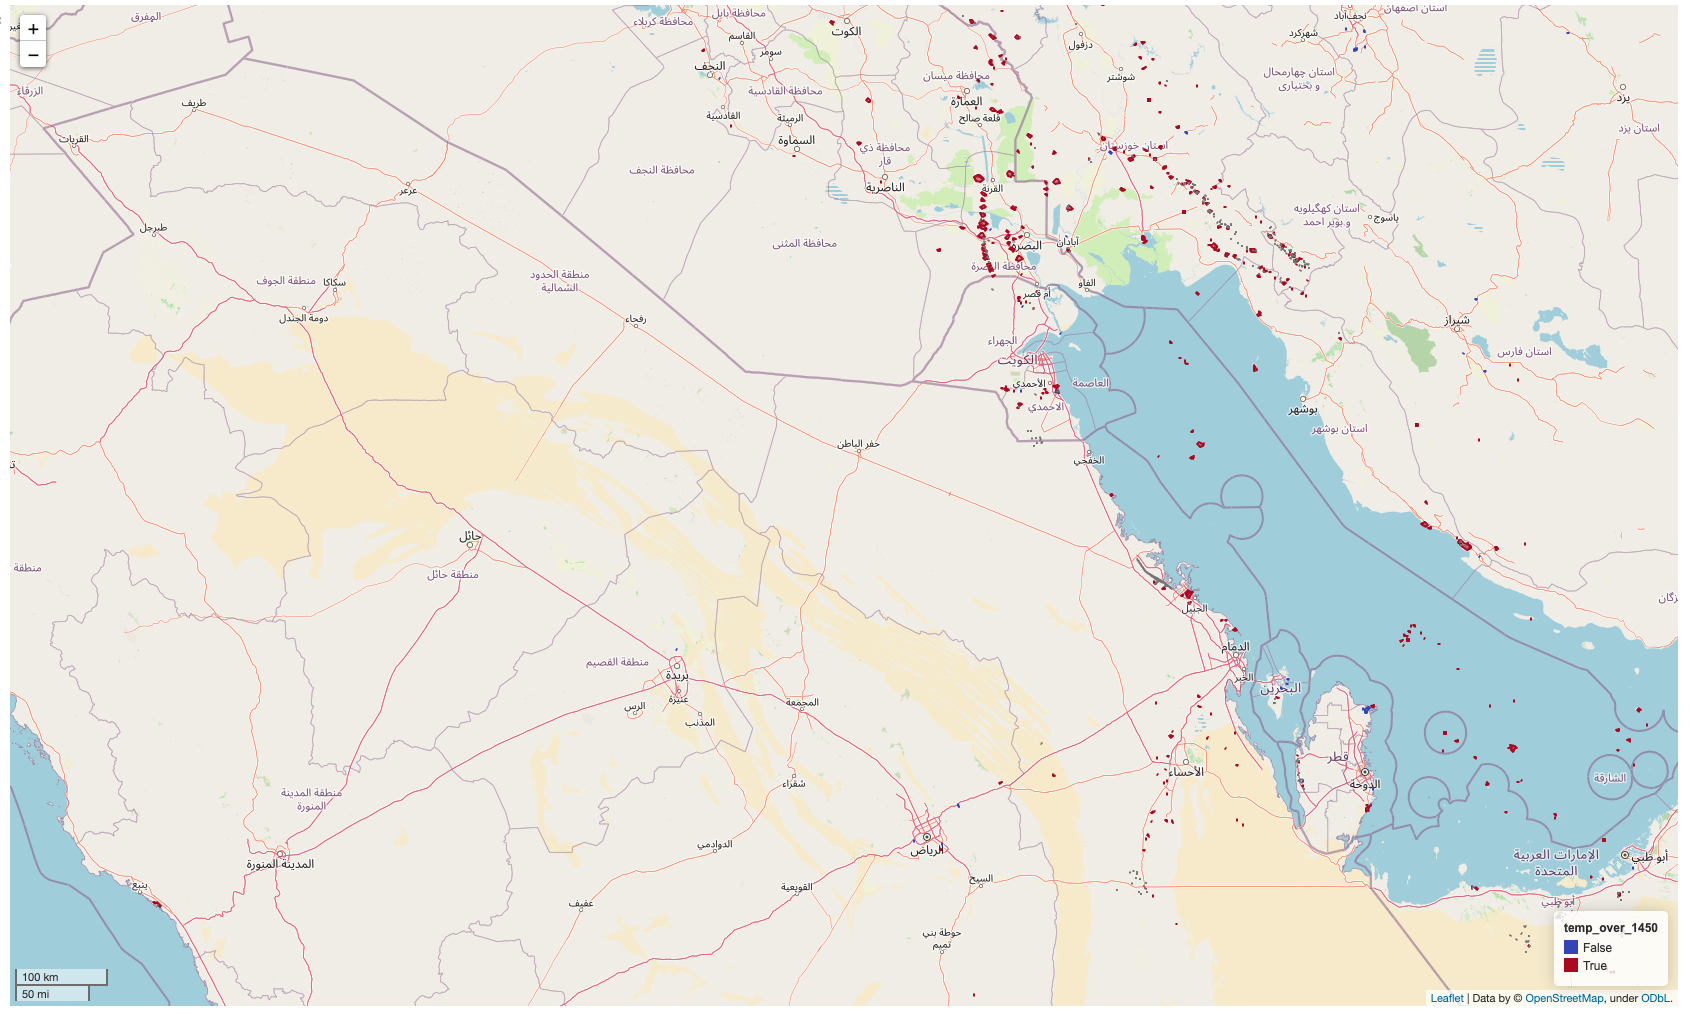 +
−
المفرق
محافظة كربلاء
محافظة بابل
القاسم
سومر
الكوت
دزفول
شهركرد
نجف‌آباد
استان اصفهان
الزرقاء
طريف
النجف
محافظة القادسية
محافظة ميسان
العمارة
شوشتر
استان چهارمحال
و بختیاری
یزد
القريات
القادسية
الرميثة
السماوة
قلعة صالح
استان خوزستان
استان یزد
محافظة ذي
قار
محافظة النجف
عرعر
الناصرية
القرنة
استان کهگیلویه
و بویر احمد
یاسوج
طبرجل
محافظة المثنى
البصرة
آبادان
محافظة البصرة
منطقة الحدود
الشمالية
منطقة الجوف
سكاكا
دومة الجندل
أم قصر
الفاو
رفحاء
شیراز
استان فارس
الجهراء
الكويت
الأحمدي
العاصمة
الاحمدي
بوشهر
استان بوشهر
حفر الباطن
الخفجي
حائل
منطقة حائل
منطقة
الجبيل
منطقة القصيم
بريدة
عنيزة
الرس
المذنب
المجمعة
الدمام
الخبر
البحرين
قطر
الدوحة
الأحساء
الشارقة
شقراء
منطقة المدينة
المنورة
المدينة المنورة
الدوادمي
الرياض
الإمارات العربية
المتحدة
أبو ظبي
ينبع
القويعية
السيح
عفيف
أبو ظبي
حوطة بني
تميم
temp_over_1450
False
True
100 km
50 mi
Leaflet | Data by © OpenStreetMap, under ODbL.